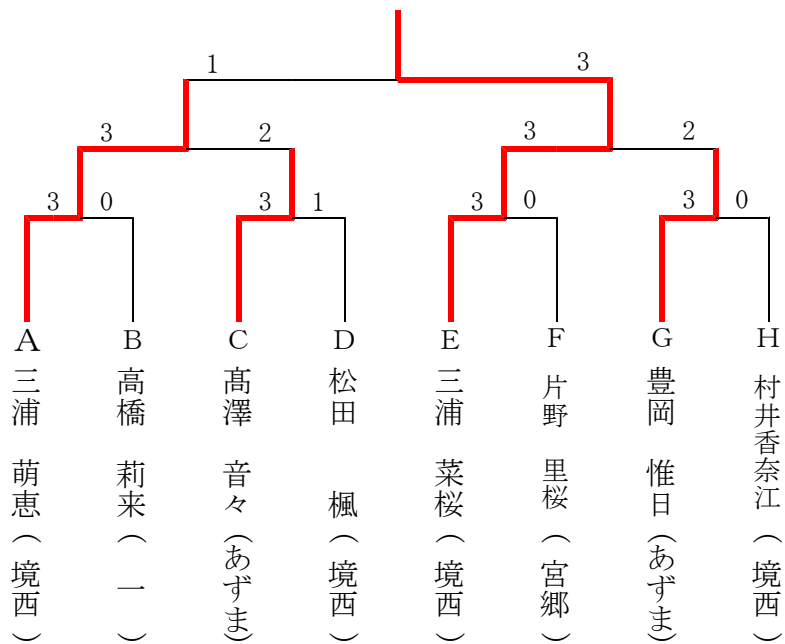 1 3
3 2 3 2
3 0 3 1 3 0 3 0
A B C D E F G H
三浦 萌恵(境西)
高橋 莉来(一)
髙澤 音々(あずま)
松田 楓(境西)
三浦 菜桜(境西)
片野 里桜(宮郷)
豊岡 惟日(あずま)
村井香奈江(境西)